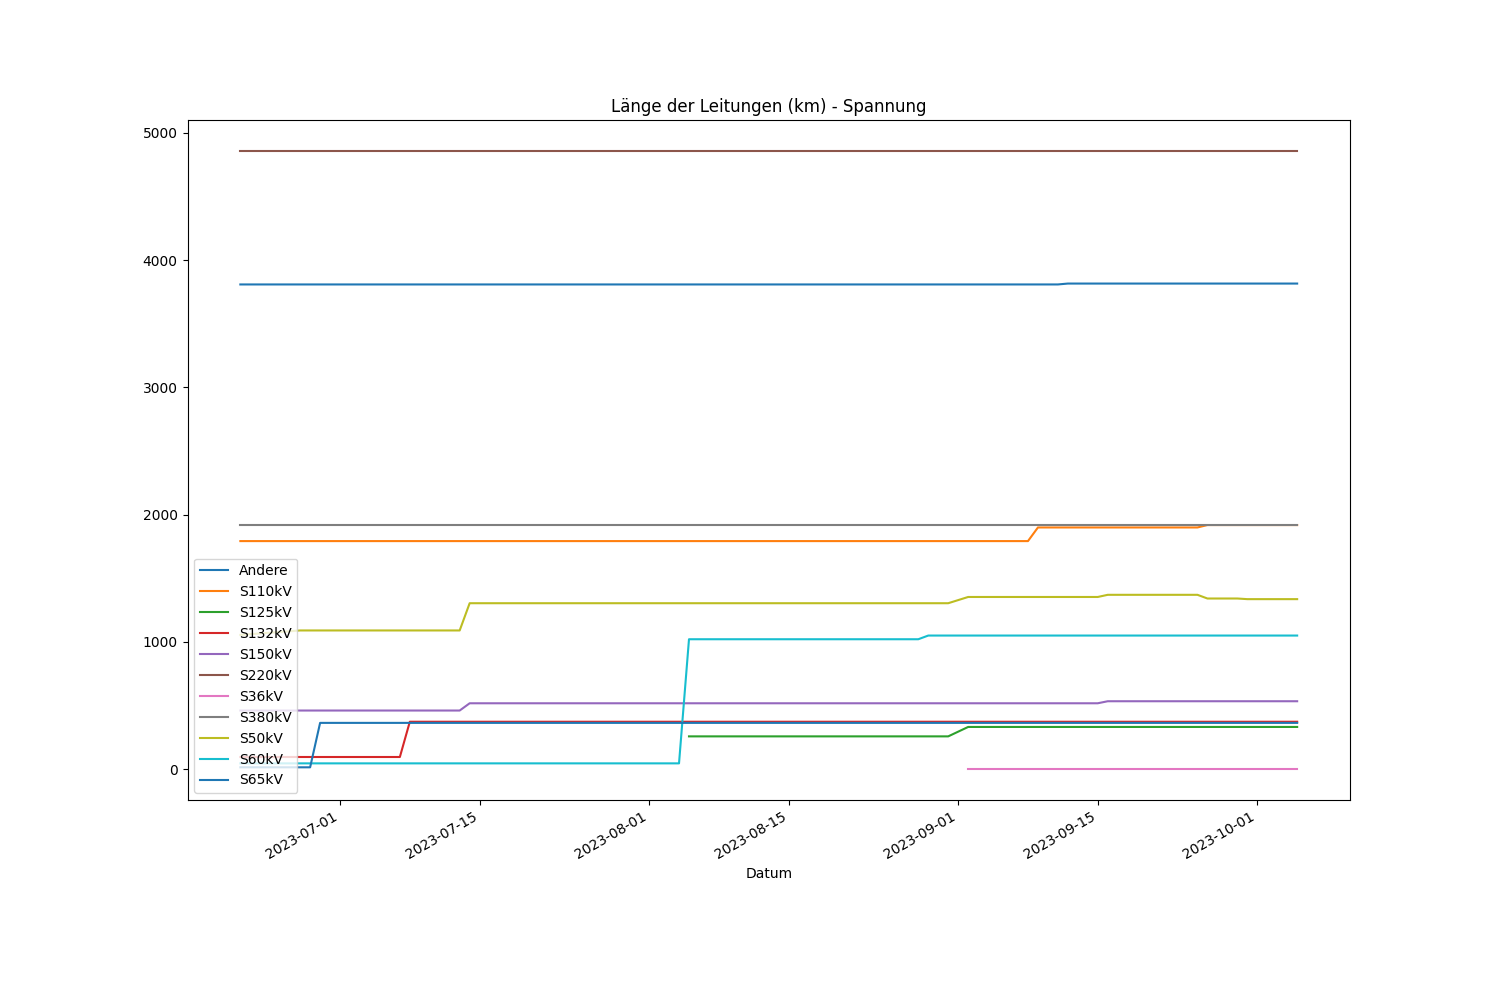 Länge der Leitungen (km) - Spannung
5000
4000
3000
2000
1000
0
Andere
S110kV
S125kV
S132kV
S150kV
S220kV
S36kV
S380kV
S50kV
S60kV
S65kV
2023-07-01
2023-07-15
2023-08-01
2023-08-15
2023-09-01
2023-09-15
2023-10-01
Datum